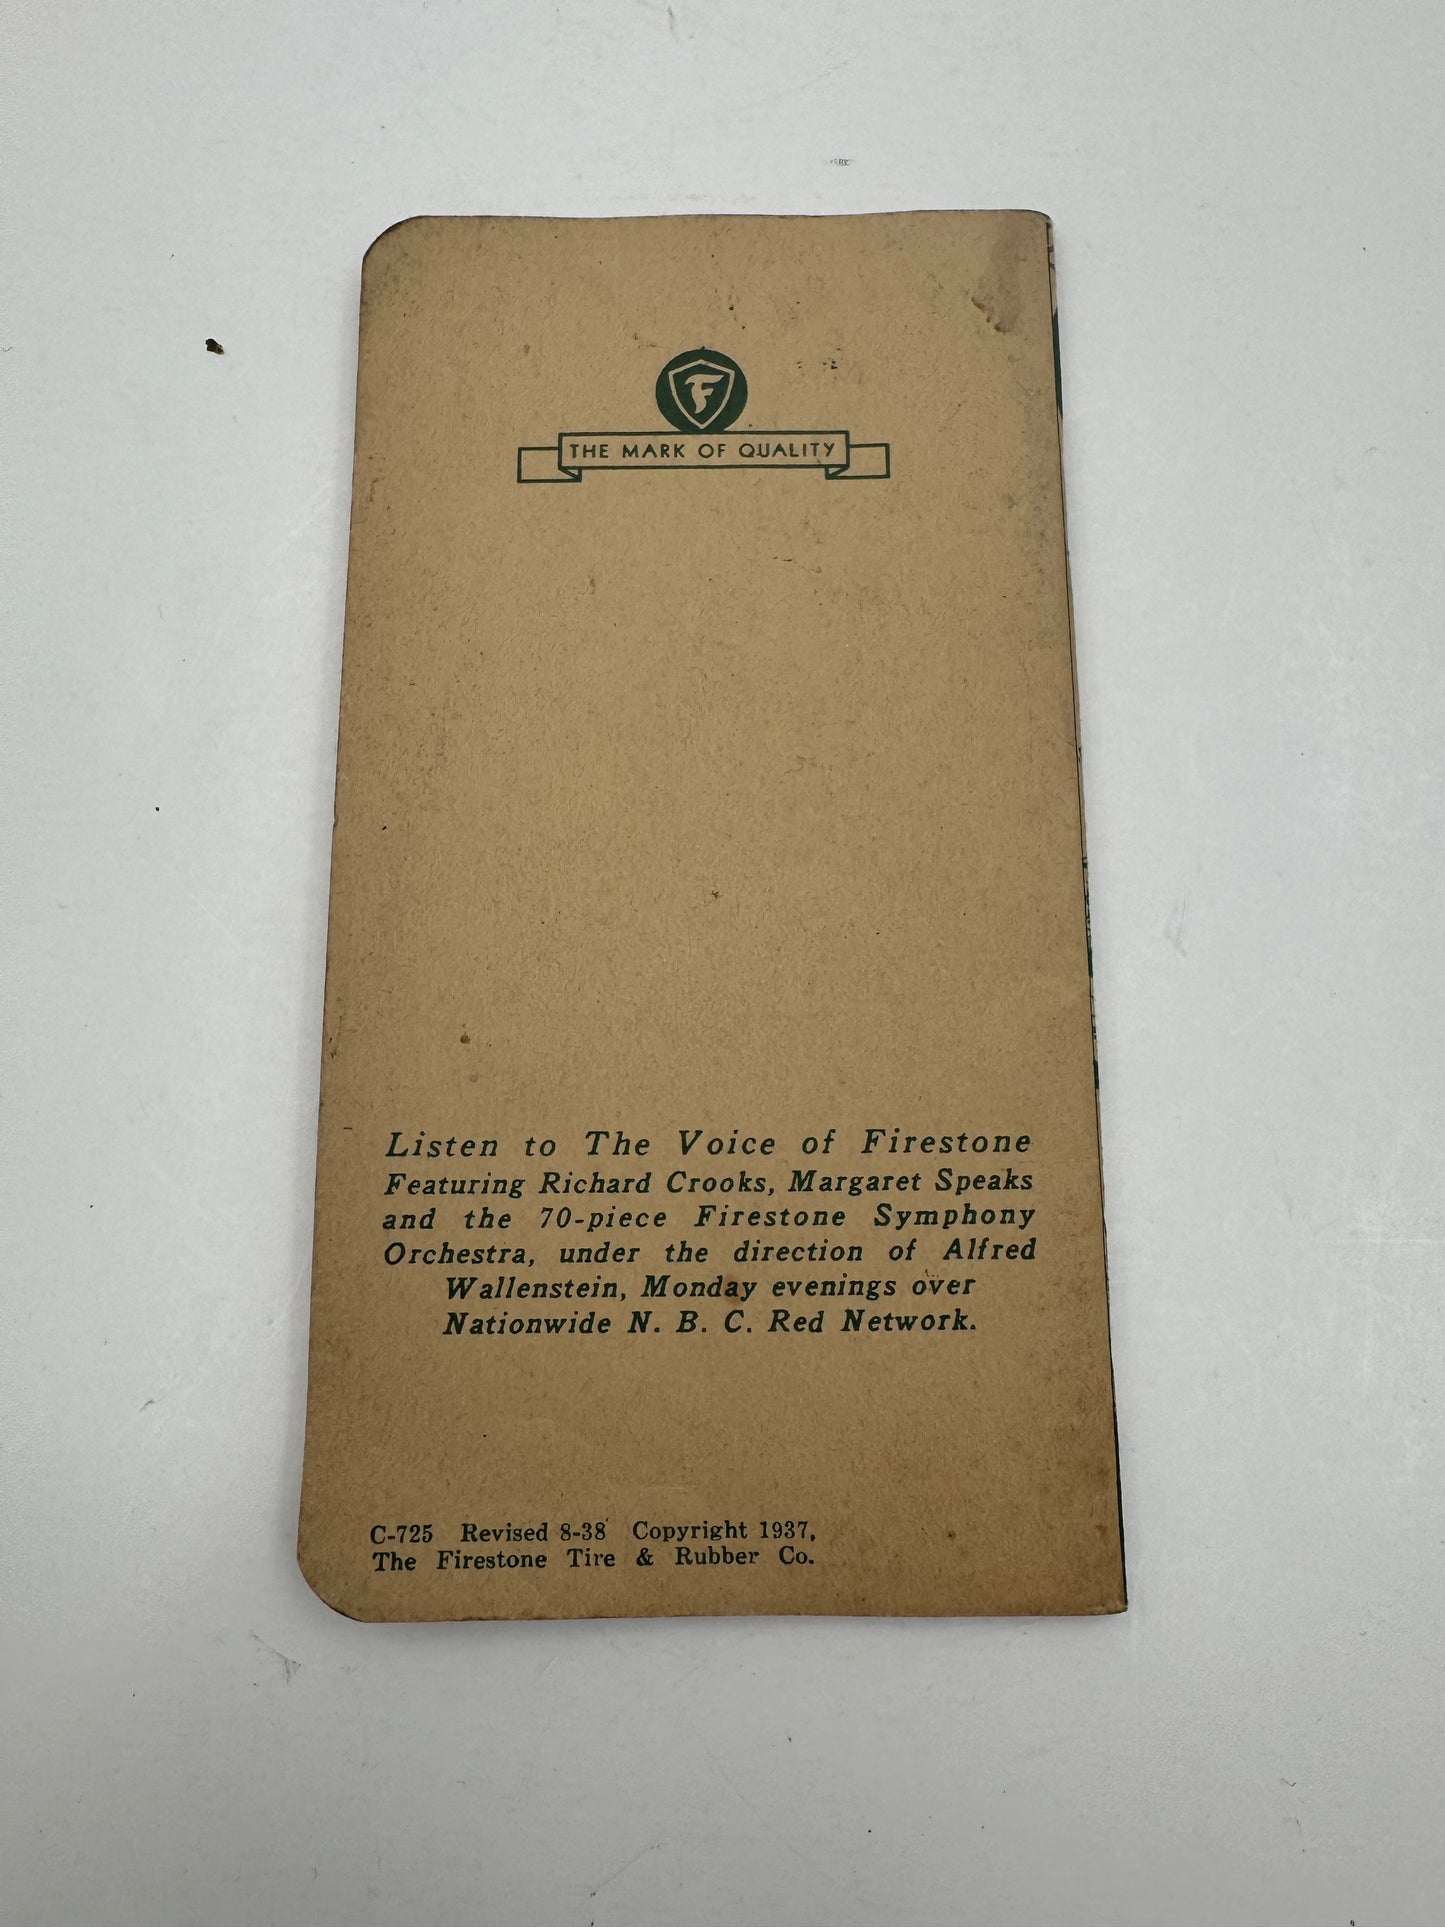 F
THE MARK OF QUALITY
Listen to The Voice of Firestone
Featuring Richard Crooks, Margaret Speaks
and the 70-piece Firestone Symphony
Orchestra, under the direction of Alfred
Wallenstein, Monday evenings over
Nationwide N. B. C. Red Network.
C-725 Revised 8-38 Copyright 1937,
The Firestone Tire & Rubber Co.